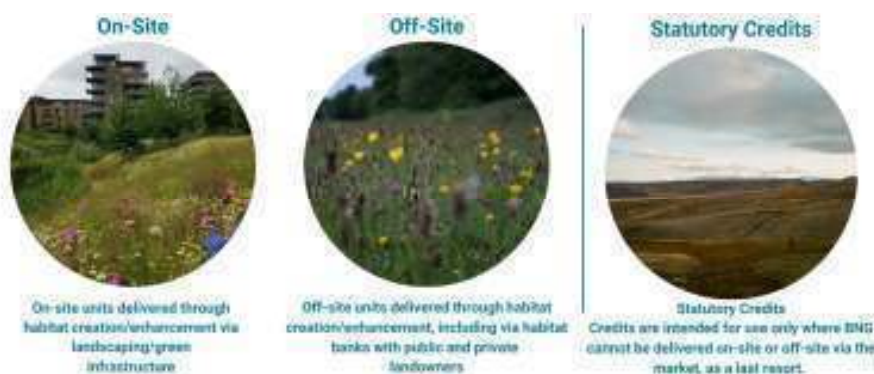 On-Site
On-site units delivered through
habitat creation/enhancement via
landscaping/green
infrastructure
Off-Site
Off-site units delivered through habitat
creation/enhancement, including via habitat
banks with public and private
landowners
Statutory Credits
Statutory Credits
Credits are intended for use only where BNG
cannot be delivered on-site or off-site via the
market, as a last resort.